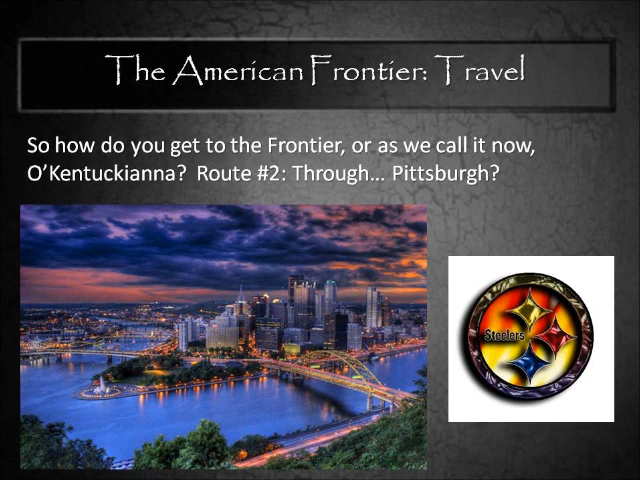 The American Frontier: Travel
So how do you get to the Frontier, or as we call it now,
O'Kentuckianna?  Route #2: Through… Pittsburgh?
Steelers